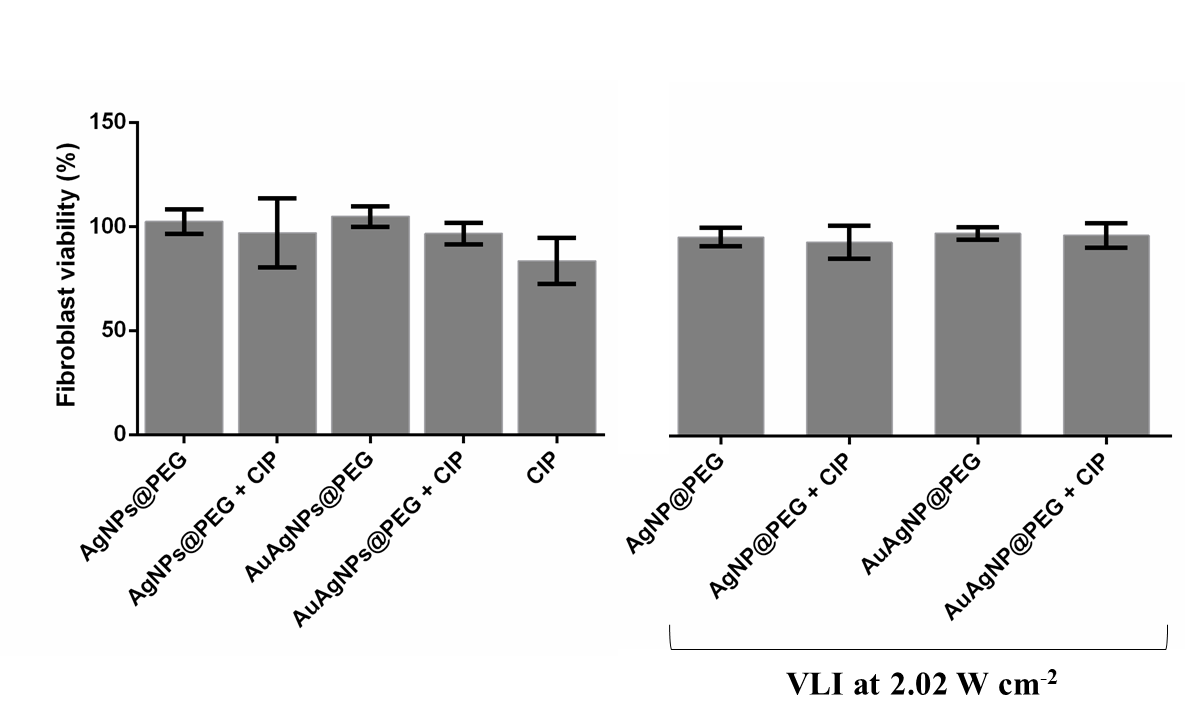 Fibroblast viability (%)
150
100
50
0
AgNPs@PEG
AgNPs@PEG + CIP
AuAgNPs@PEG
AuAgNPs@PEG + CIP
CIP
AgNP@PEG
AgNP@PEG + CIP
AuAgNP@PEG
AuAgNP@PEG + CIP
VLI at 2.02 W cm⁻²